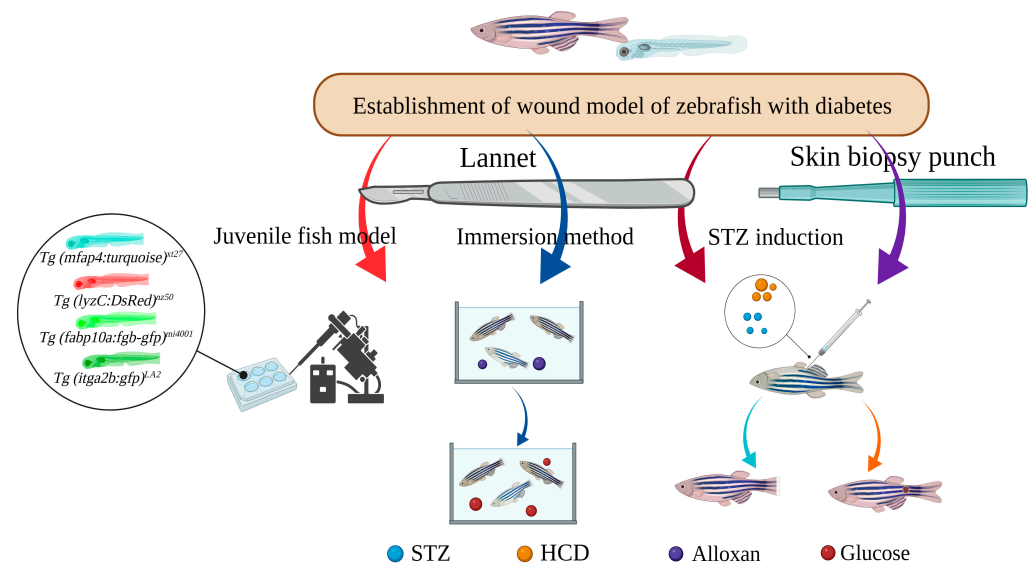 Establishment of wound model of zebrafish with diabetes
Lannet
Skin biopsy punch
Juvenile fish model
Immersion method
STZ induction
Tg (mfap4:turquoise)xt27
Tg (lyzC:DsRed)nz50
Tg (fabp10a:fgb-gfp)mi4001
Tg (itga2b:gfp)LA2
STZ
HCD
Alloxan
Glucose